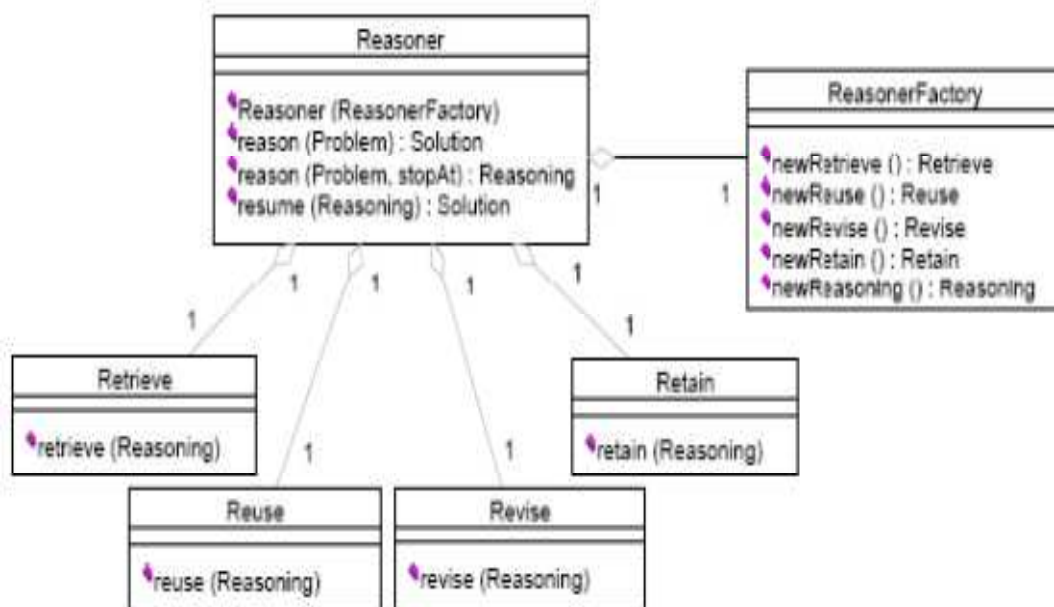 Reasoner
Reasoner (ReasonerFactory)
reason (Problem) : Solution
reason (Problem, stopAt) : Reasoning
resume (Reasoning) : Solution
ReasonerFactory
newRetrieve () : Retrieve
newReuse () : Reuse
newRevise () : Revise
newRetain () : Retain
newReasoning () : Reasoning
1
1
1
1
1
1
1
1
1
1
Retrieve
retrieve (Reasoning)
Retain
retain (Reasoning)
Reuse
reuse (Reasoning)
Revise
revise (Reasoning)